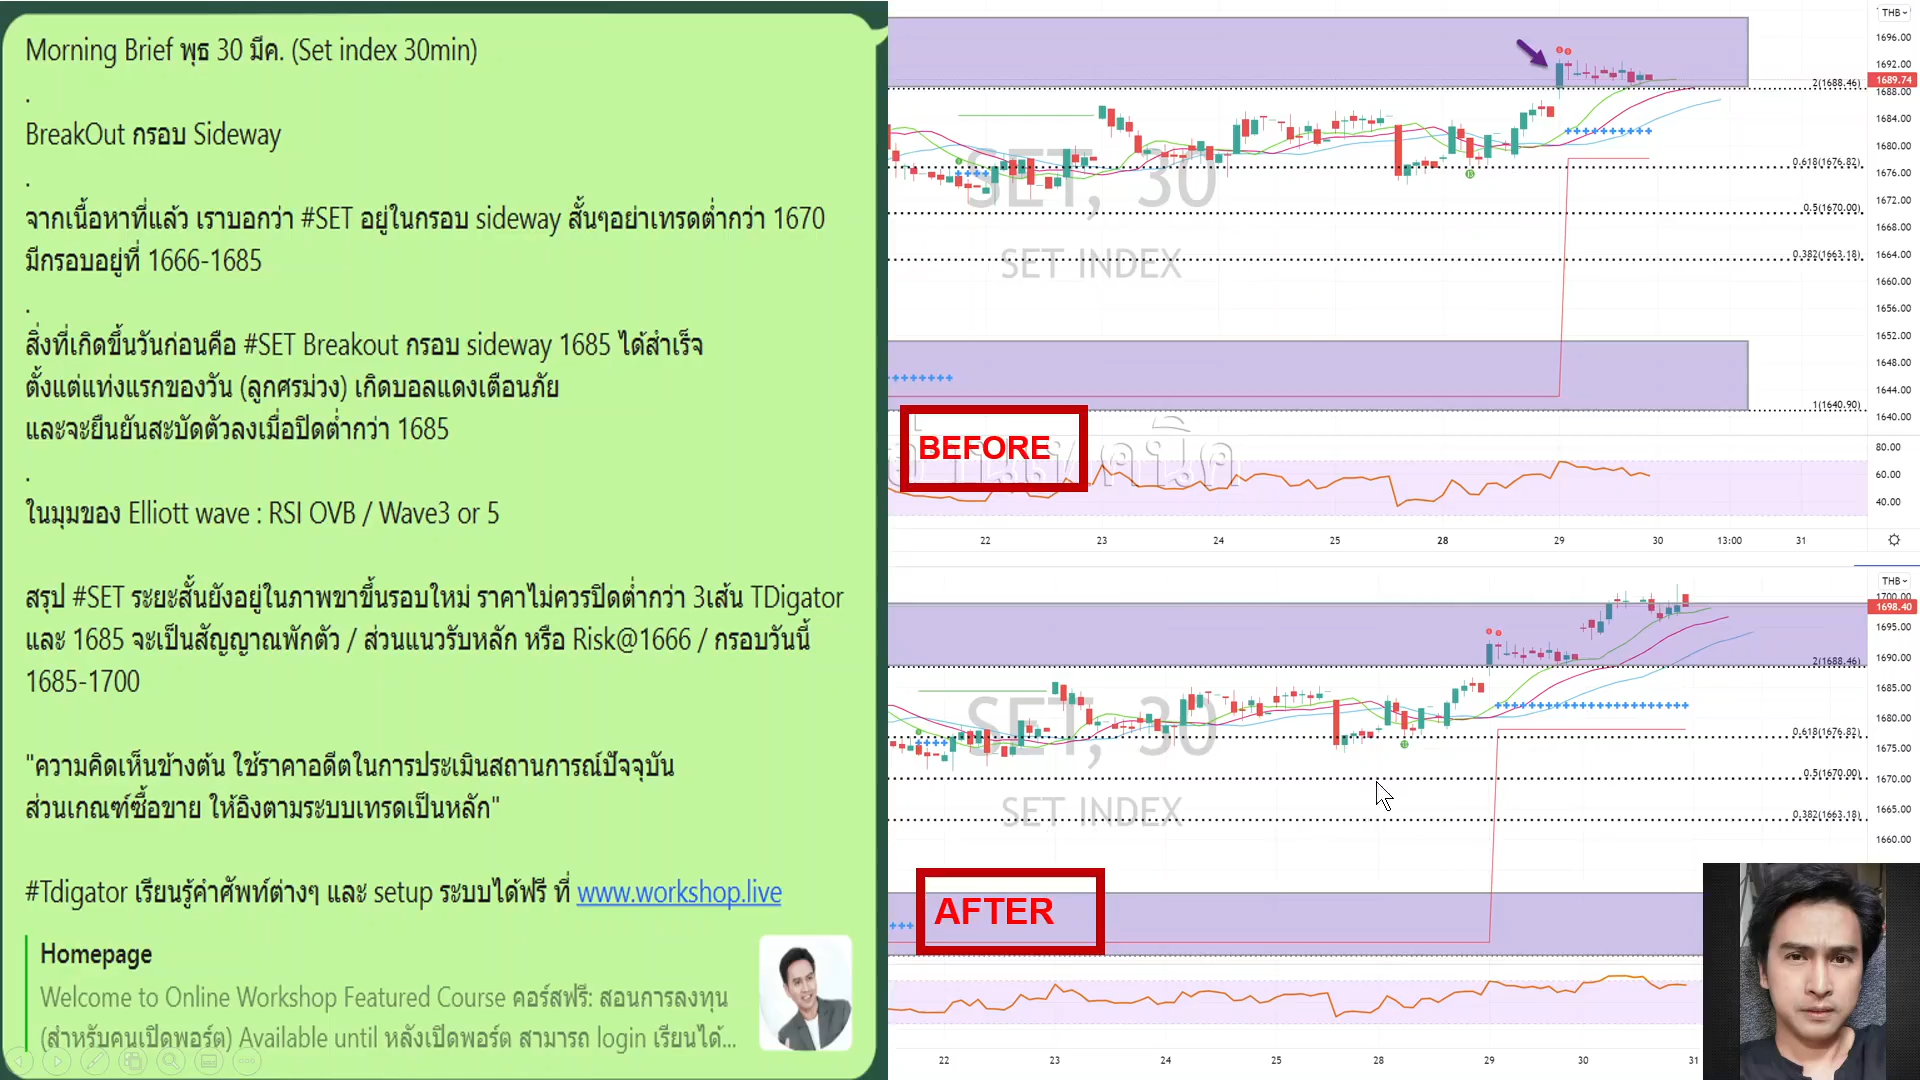 Morning Brief พุธ 30 มีค. (Set index 30min)
.
BreakOut กรอบ Sideway
.
จากเนื้อหาที่แล้ว เราบอกว่า #SET อยู่ในกรอบ sideway สั้นๆอย่าเทรดต่ำกว่า 1670
มีกรอบอยู่ที่ 1666-1685
.
สิ่งที่เกิดขึ้นวันก่อนคือ #SET Breakout กรอบ sideway 1685 ได้สำเร็จ
ตั้งแต่แท่งแรกของวัน (ลูกศรม่วง) เกิดบอลแดงเตือนภัย
และจะยืนยันสะบัดตัวลงเมื่อปิดต่ำกว่า 1685
.
ในมุมของ Elliott wave : RSI OVB / Wave3 or 5
สรุป #SET ระยะสั้นยังอยู่ในภาพขาขึ้นรอบใหม่ ราคาไม่ควรปิดต่ำกว่า 3เส้น TDigator
และ 1685 จะเป็นสัญญาณพักตัว / ส่วนแนวรับหลัก หรือ Risk@1666 / กรอบวันนี้
1685-1700
"ความคิดเห็นข้างต้น ใช้ราคาอดีตในการประเมินสถานการณ์ปัจจุบัน
ส่วนเกณฑ์ซื้อขาย ให้อิงตามระบบเทรดเป็นหลัก"
#Tdigator เรียนรู้คำศัพท์ต่างๆ และ setup ระบบได้ฟรี ที่ www.workshop.live
Homepage
Welcome to Online Workshop Featured Course คอร์สฟรี: สอนการลงทุน
(สำหรับคนเปิดพอร์ต) Available until หลังเปิดพอร์ต สามารถ login เรียนได้...
THB
1696.00
1692.00
1689.74
1688.00
1684.00
1680.00
1676.00
1672.00
1668.00
1664.00
1660.00
1656.00
1652.00
1648.00
1644.00
1640.00
80.00
60.00
40.00
2(1688.46)
0.618(1676.82)
0.5(1670.00)
0.382(1663.18)
1(1640.90)
SET, 30
SET INDEX
BEFORE
22 23 24 25 28 29 30 13:00 31
THB
1700.00
1698.40
1695.00
1690.00
1685.00
1680.00
1675.00
1670.00
1665.00
1660.00
2(1688.46)
0.618(1676.82)
0.5(1670.00)
0.382(1663.18)
SET, 30
SET INDEX
AFTER
22 23 24 25 28 29 30 31